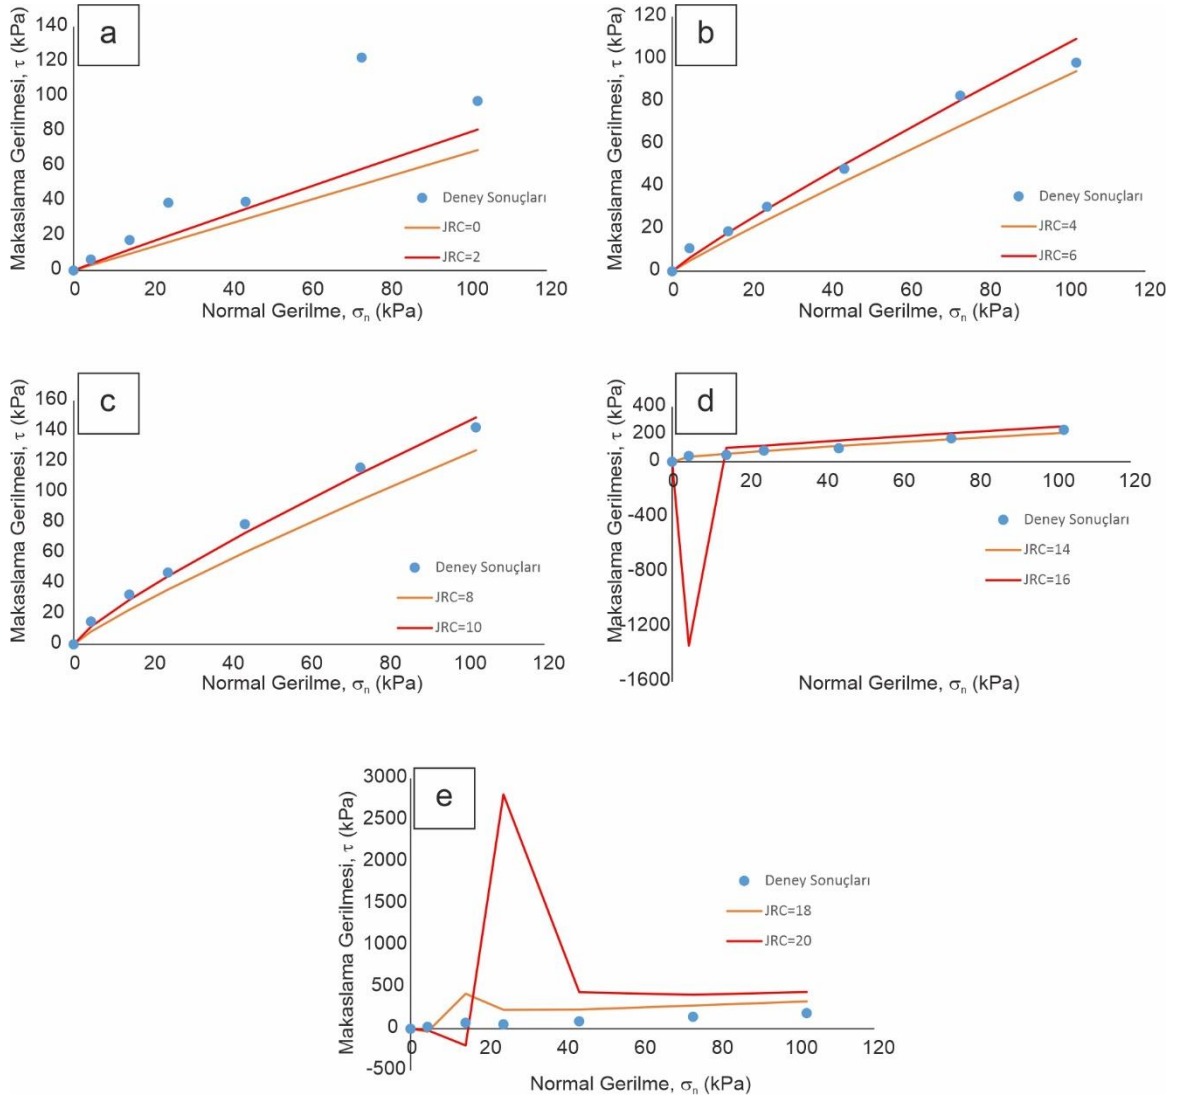 a
Makaslama Gerilmesi, τ (kPa)
140
120
100
80
60
40
20
0
0 20 40 60 80 100 120
Normal Gerilme, σn (kPa)
Deney Sonuçları
JRC=0
JRC=2
b
Makaslama Gerilmesi, τ (kPa)
120
100
80
60
40
20
0
0 20 40 60 80 100 120
Normal Gerilme, σn (kPa)
Deney Sonuçları
JRC=4
JRC=6
c
Makaslama Gerilmesi, τ (kPa)
160
140
120
100
80
60
40
20
0
0 20 40 60 80 100 120
Normal Gerilme, σn (kPa)
Deney Sonuçları
JRC=8
JRC=10
d
Makaslama Gerilmesi, τ (kPa)
400
200
0
-400
-800
-1200
-1600
0 20 40 60 80 100 120
Normal Gerilme, σn (kPa)
Deney Sonuçları
JRC=14
JRC=16
e
Makaslama Gerilmesi, τ (kPa)
3000
2500
2000
1500
1000
500
0
-500
0 20 40 60 80 100 120
Normal Gerilme, σn (kPa)
Deney Sonuçları
JRC=18
JRC=20